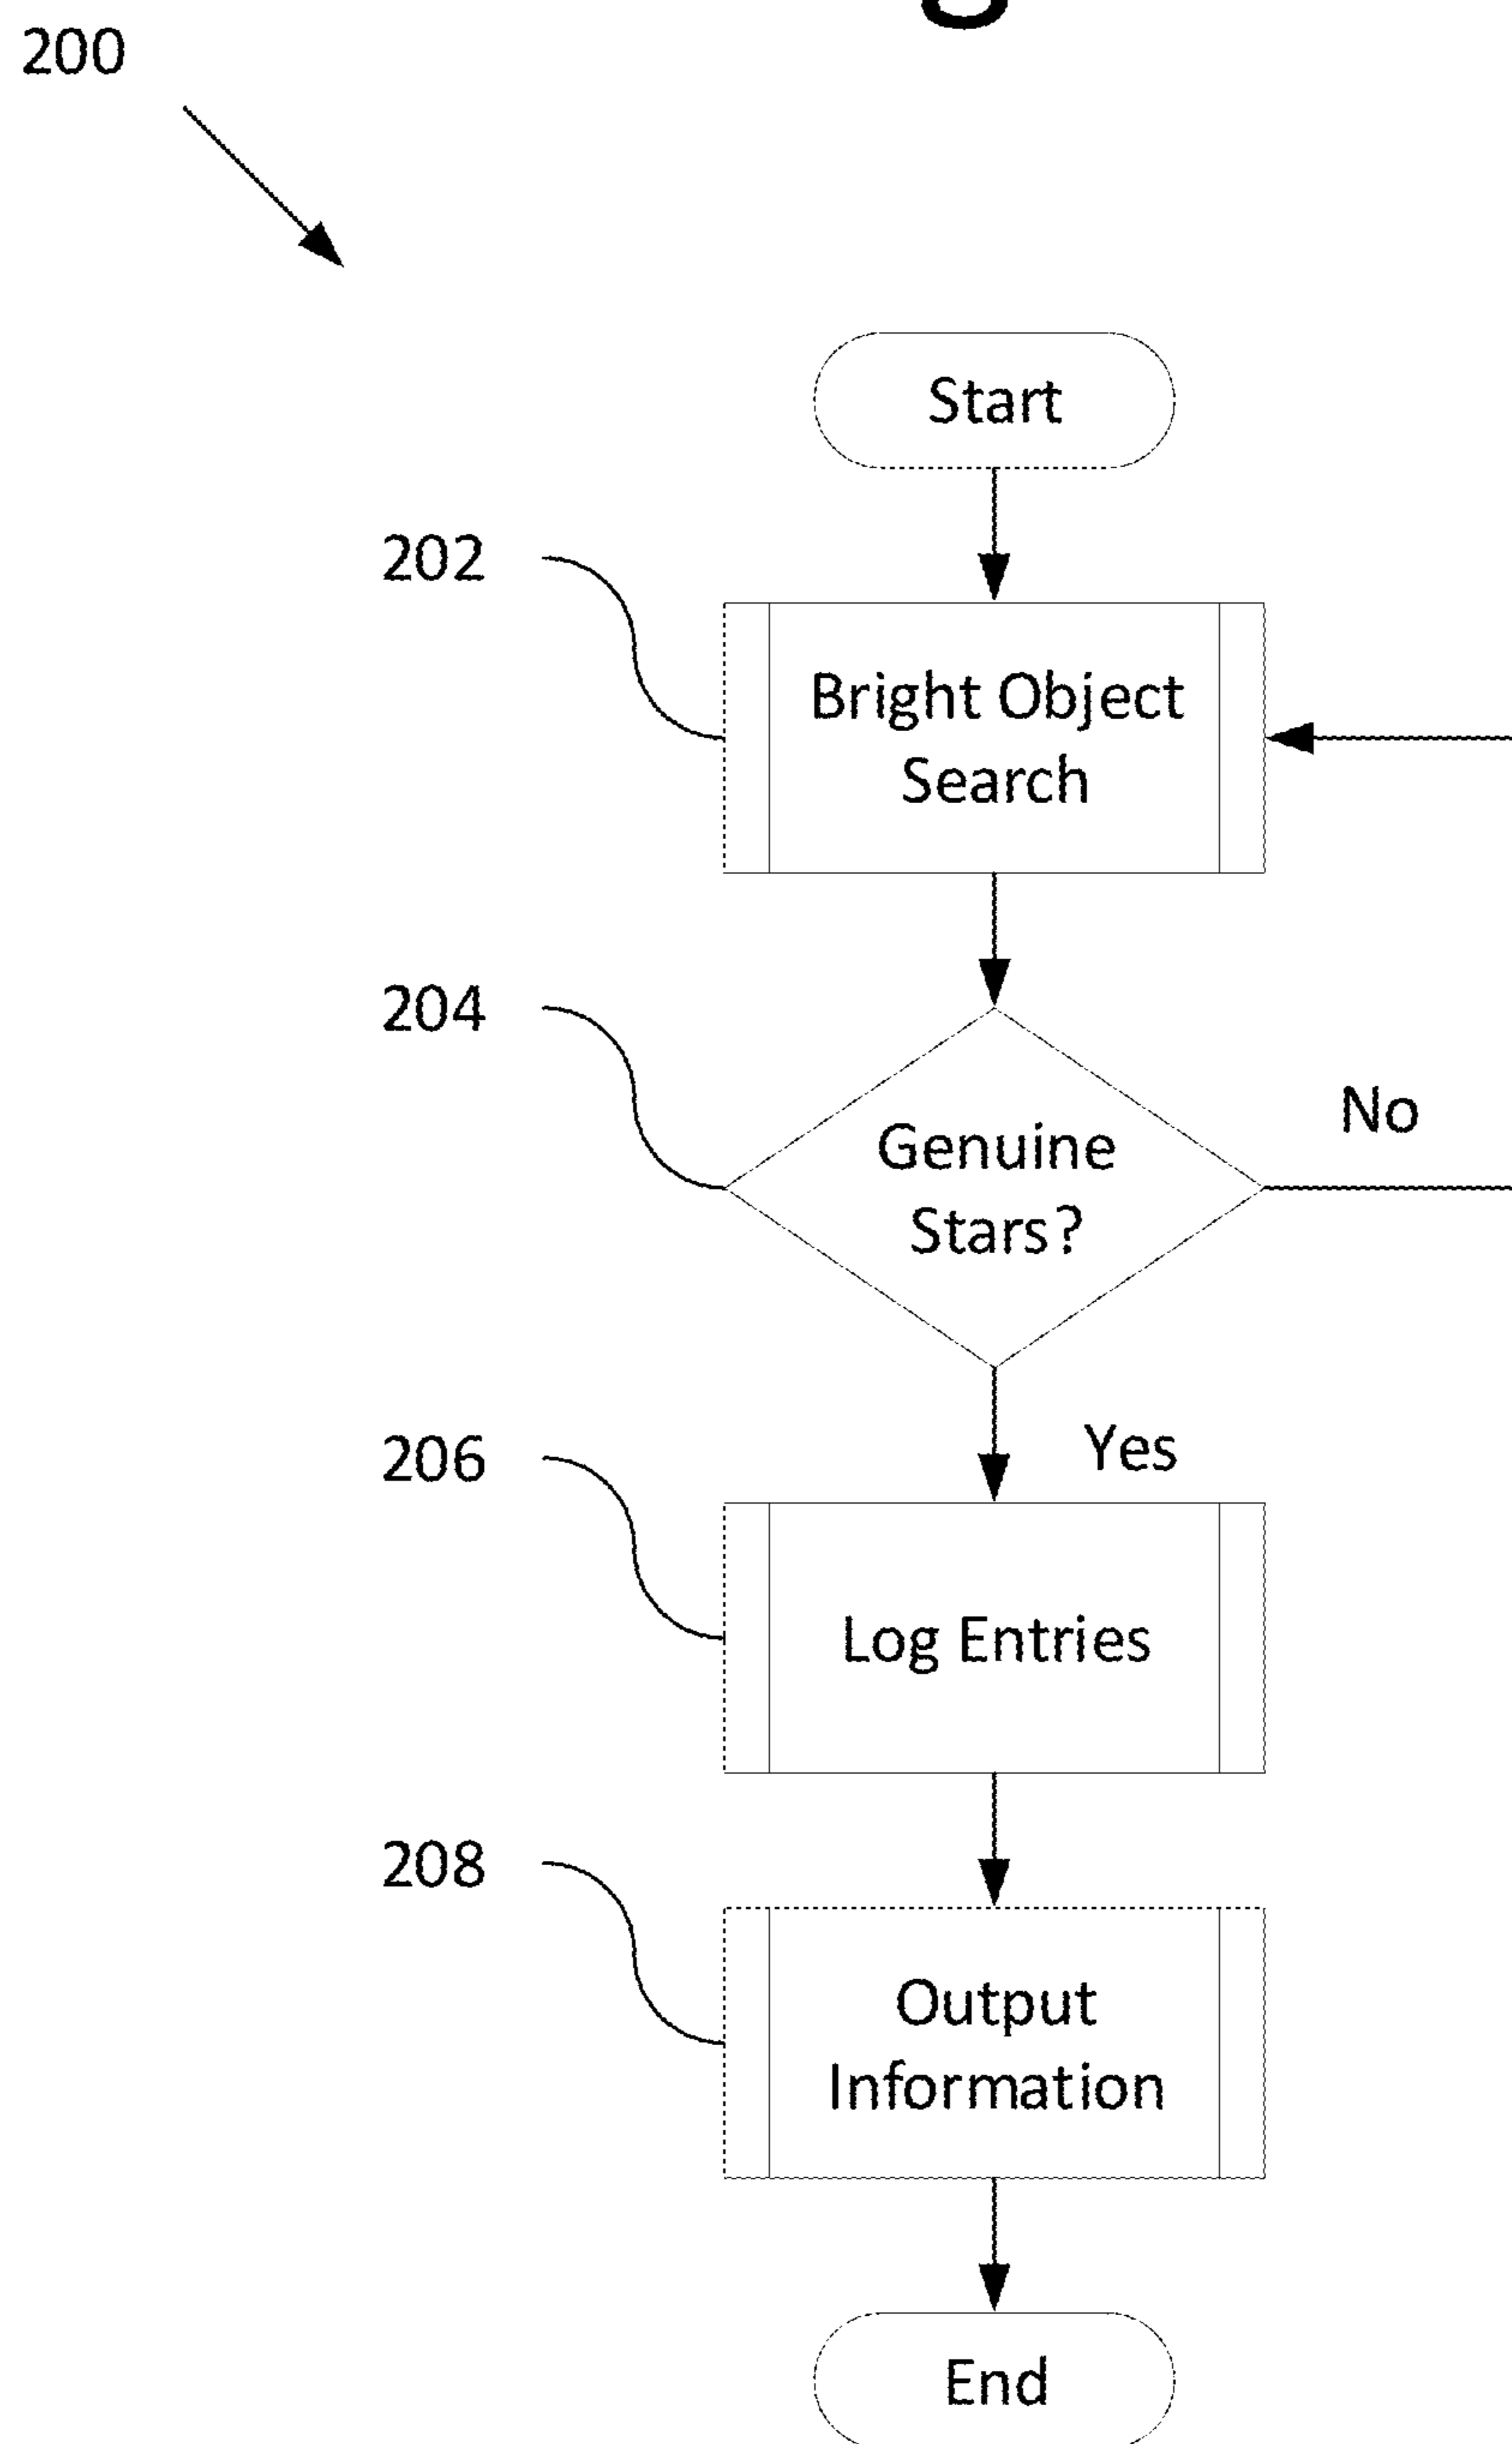 200
Start
202
Bright Object
Search
204
Genuine
Stars?
No
Yes
206
Log Entries
208
Output
Information
End